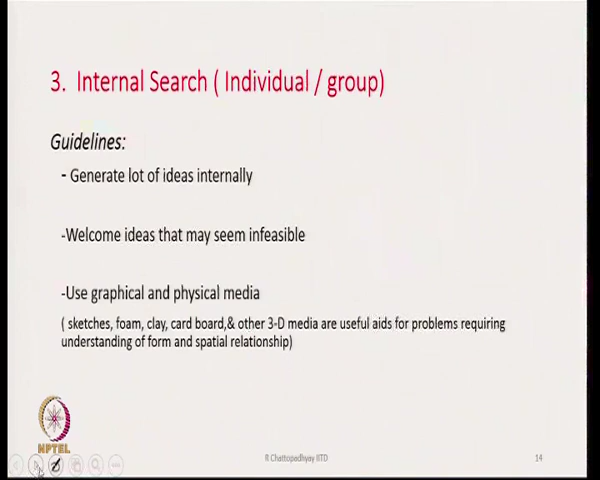 3. Internal Search ( Individual / group)
Guidelines:
- Generate lot of ideas internally
-Welcome ideas that may seem infeasible
-Use graphical and physical media
( sketches, foam, clay, card board,& other 3-D media are useful aids for problems requiring
understanding of form and spatial relationship)
NPTEL
R Chattopadhyay IITD
14